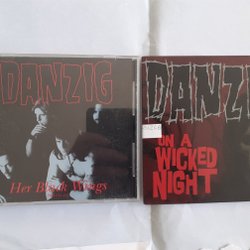 DANZIG
Her Black Wings
DANZIG
ON A
WICKED
NIGHT